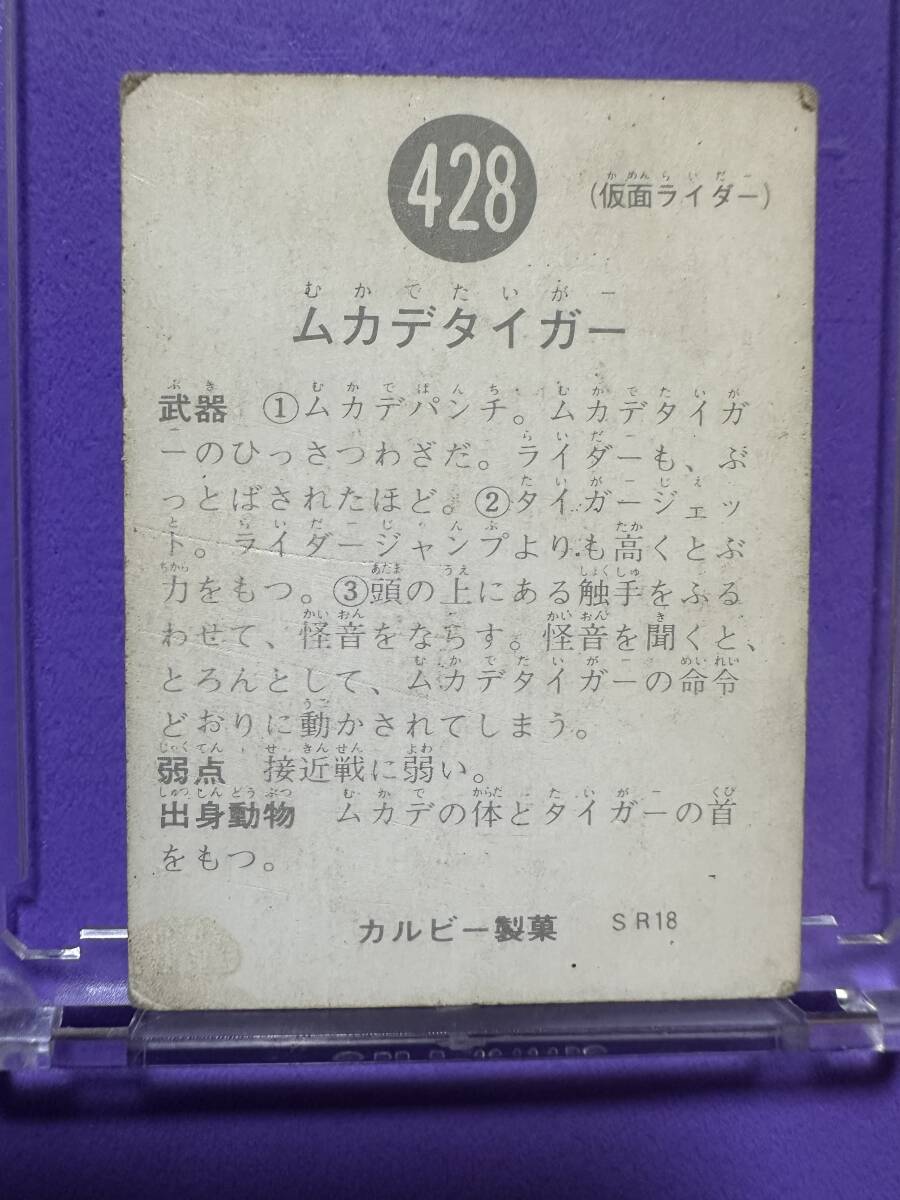 428
(仮面ライダー)
ムカデタイガー
武器 ①ムカデパンチ。ムカデタイガ
ーのひっさつわざだ。ライダーも、ぶ
っとばされたほど。②タイガージェッ
ト。ライダージャンプよりも高くとぶ
力をもつ。③頭の上にある触手をふる
わせて、怪音をならす。怪音を聞くと、
とろんとして、ムカデタイガーの命令
どおりに動かされてしまう。
弱点 接近戦に弱い。
出身動物 ムカデの体とタイガーの首
をもつ。
カルビー製菓 SR18